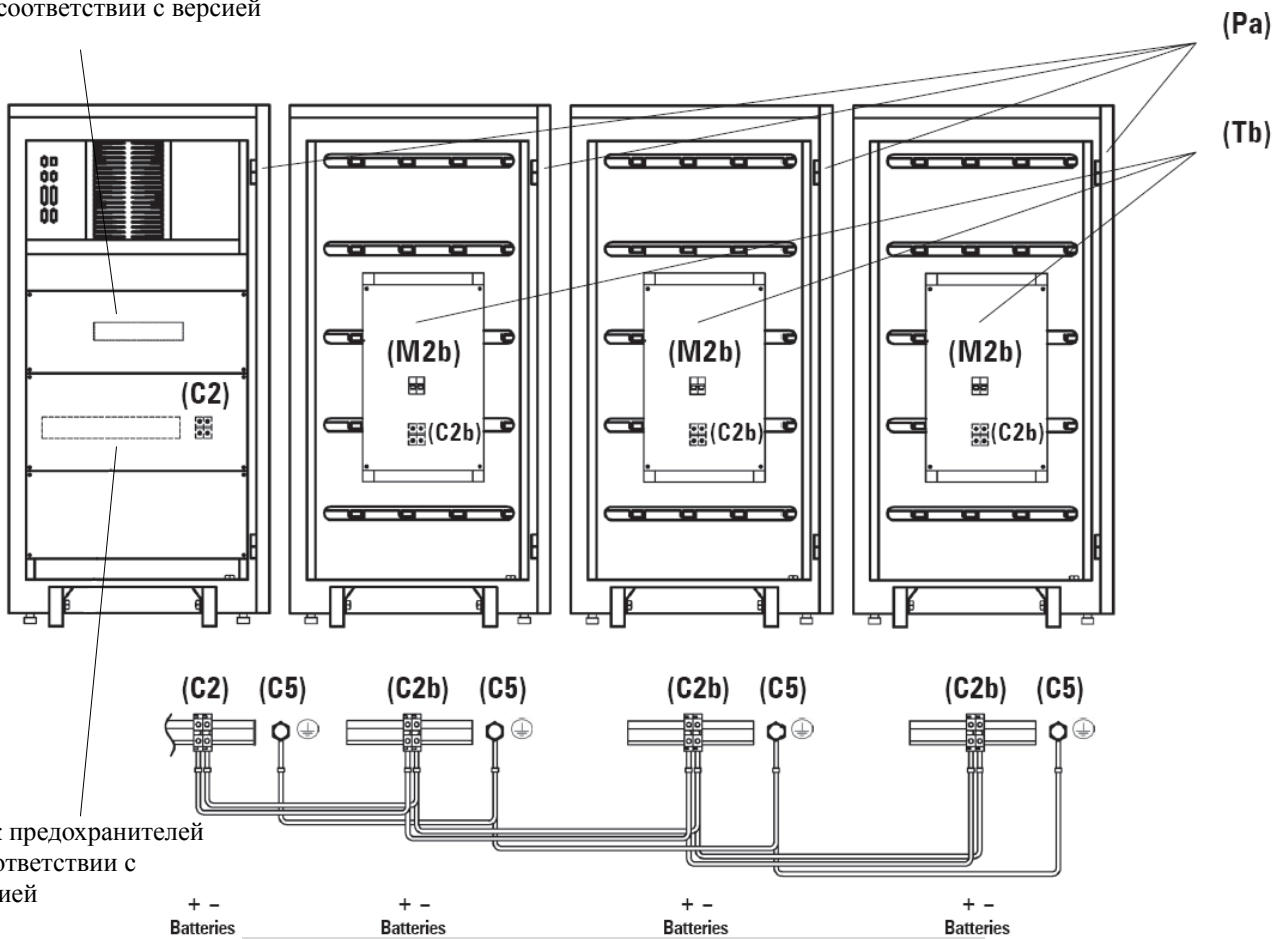 соответствии с версией
(Pa)
(Tb)
(M2b)
(M2b)
(M2b)
(C2)
(C2b)
(C2b)
(C2b)
(C2) (C5) (C2b) (C5) (C2b) (C5) (C2b) (C5)
предохранителей
ответствии с
ией
+ – + – + – + –
Batteries Batteries Batteries Batteries